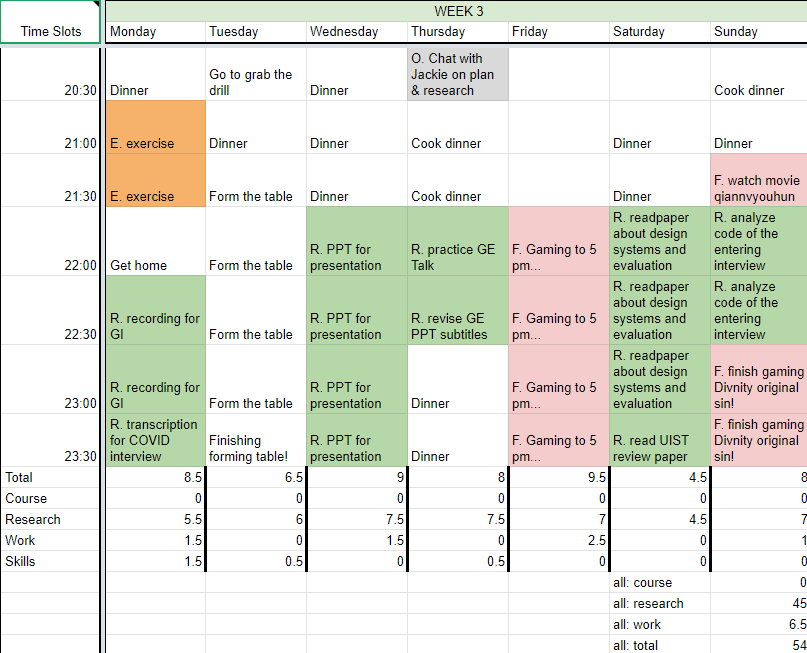 WEEK 3
Time Slots Monday Tuesday Wednesday Thursday Friday Saturday Sunday
20:30 Dinner Go to grab the drill Dinner O. Chat with Jackie on plan & research Cook dinner
21:00 E. exercise Dinner Dinner Cook dinner Dinner Dinner
21:30 E. exercise Form the table Dinner Cook dinner Dinner F. watch movie qiannvyouhun
22:00 Get home Form the table R. PPT for presentation R. practice GE Talk F. Gaming to 5 pm... R. readpaper about design systems and evaluation R. analyze code of the entering interview
22:30 R. recording for GI Form the table R. PPT for presentation R. revise GE PPT subtitles F. Gaming to 5 pm... R. readpaper about design systems and evaluation R. analyze code of the entering interview
23:00 R. recording for GI Form the table R. PPT for presentation Dinner F. Gaming to 5 pm... R. readpaper about design systems and evaluation F. finish gaming Divnity original sin!
23:30 R. transcription for COVID interview Finishing forming table! R. PPT for presentation Dinner F. Gaming to 5 pm... R. read UIST review paper F. finish gaming Divnity original sin!
Total 8.5 6.5 9 8 9.5 4.5 8
Course 0 0 0 0 0 0 0
Research 5.5 6 7.5 7.5 7 4.5 7
Work 1.5 0 1.5 0 2.5 0 1
Skills 1.5 0.5 0 0.5 0 0 0
all: course 0
all: research 45
all: work 6.5
all: total 54